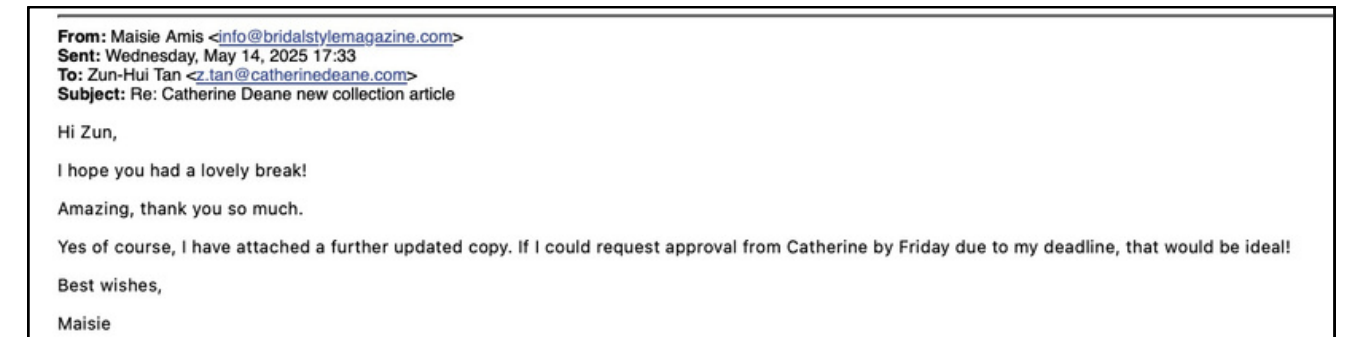 From: Maisie Amis <info@bridalstylemagazine.com>
Sent: Wednesday, May 14, 2025 17:33
To: Zun-Hui Tan <z.tan@catherinedeane.com>
Subject: Re: Catherine Deane new collection article
Hi Zun,
I hope you had a lovely break!
Amazing, thank you so much.
Yes of course, I have attached a further updated copy. If I could request approval from Catherine by Friday due to my deadline, that would be ideal!
Best wishes,
Maisie